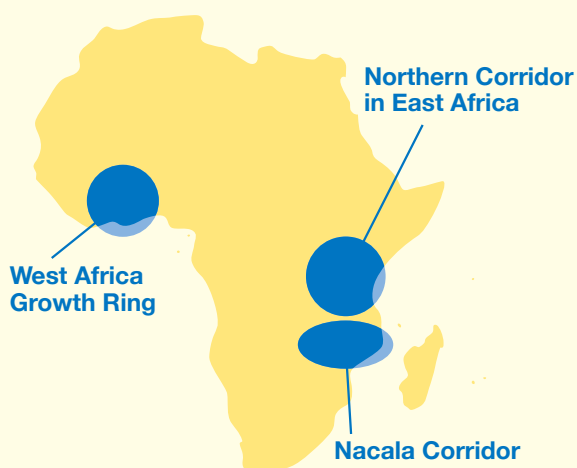 Northern Corridor
in East Africa
West Africa
Growth Ring
Nacala Corridor